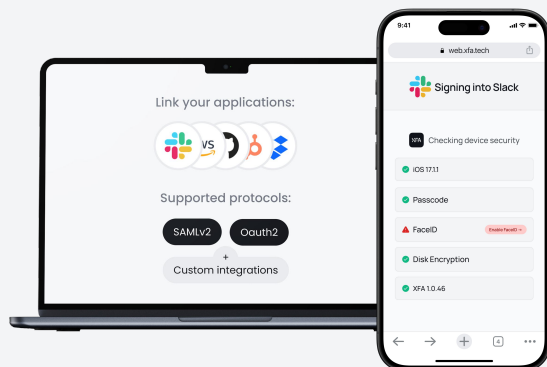 Link your applications:
ws
Supported protocols:
SAMLv2
Oauth2
+
Custom integrations
9:41
web.xfa.tech
Signing into Slack
XFA
Checking device security
iOS 17.1.1
Passcode
FaceID
Enable FaceID →
Disk Encryption
XFA 1.0.46
4